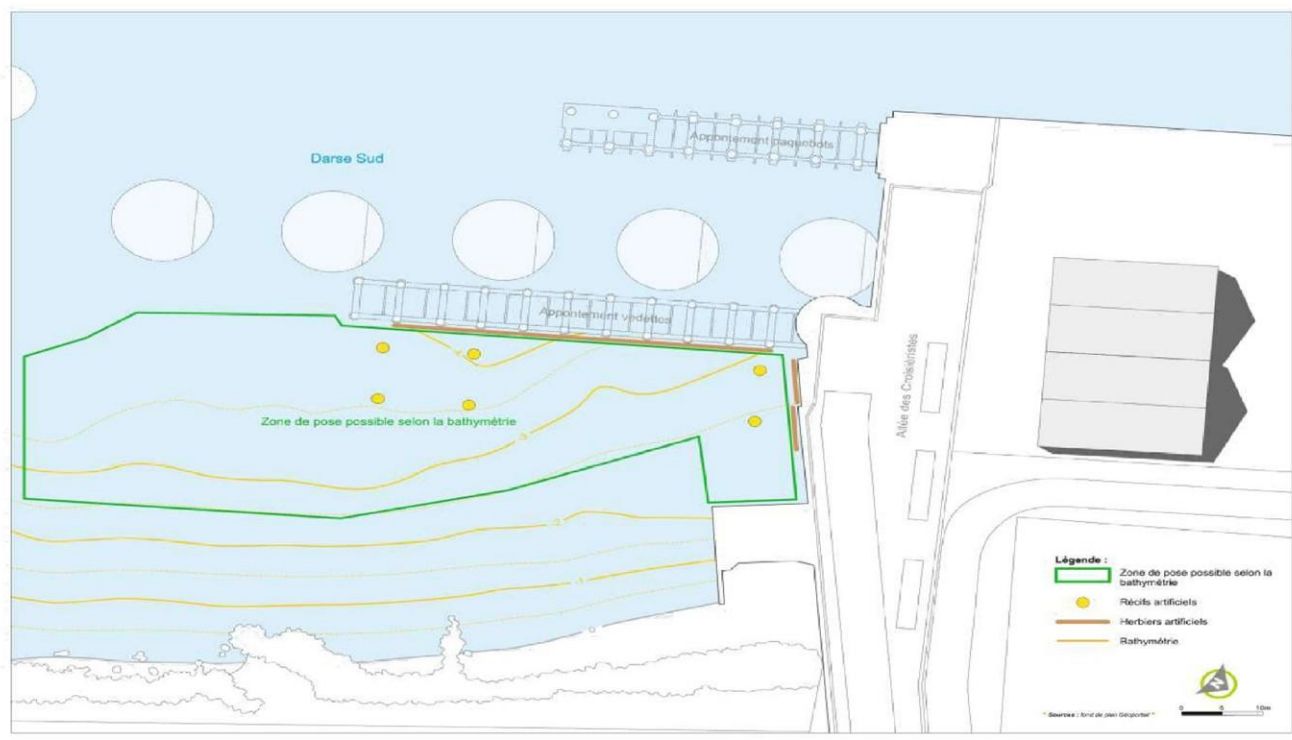 Appontement paquebots
Darse Sud
Appontement vedettes
Allée des Croisiéristes
Zone de pose possible selon la bathymétrie
Légende :
Zone de pose possible selon la
bathymétrie
Récifs artificiels
Herbiers artificiels
Bathymétrie
N
* Sources : fond de plan Géoportail *
0 5 10m